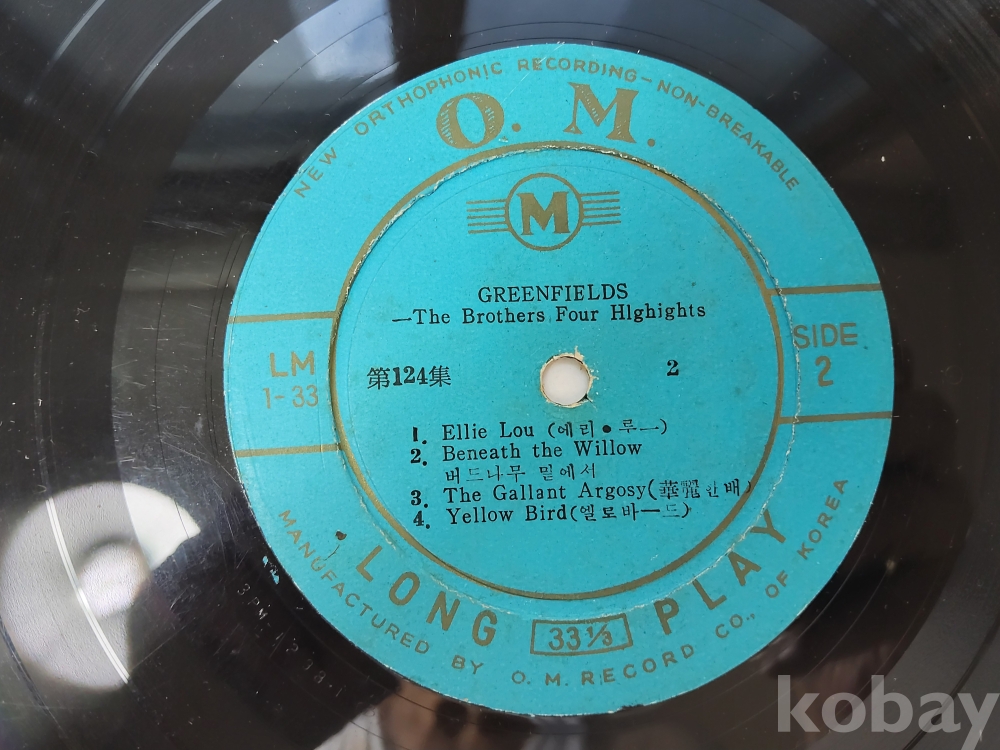 NEW ORTHOPHONIC RECORDING-NON-BREAKABLE
O. M.
M
GREENFIELDS
—The Brothers Four HIghights
LM
1-33
第124集
2
SIDE
2
1. Ellie Lou (에리•루ー)
2. Beneath the Willow
버드나무 밑에서
3. The Gallant Argosy(華麗한배)
4. Yellow Bird(옐로바ー드)
LONG 33⅓ PLAY
MANUFACTURED BY O. M. RECORD CO., OF KOREA
kobay